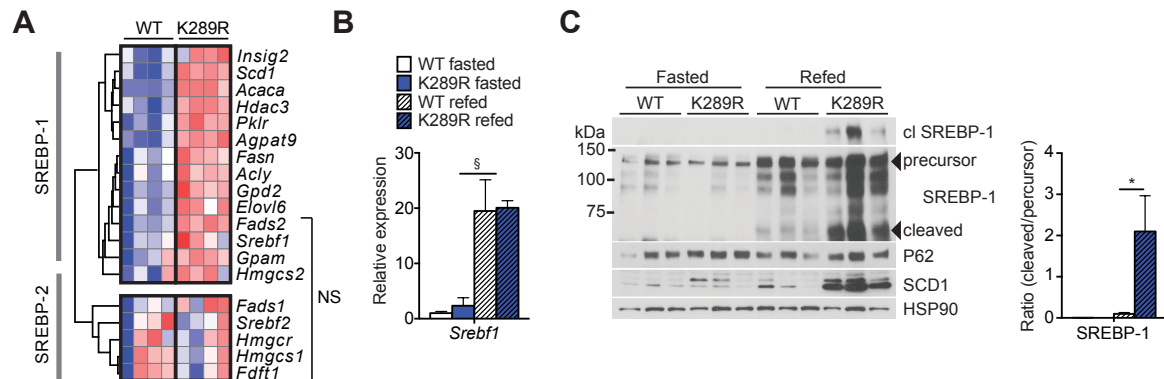 A
WT K289R
SREBP-1
SREBP-2
Insig2
Scd1
Acaca
Hdac3
Pklr
Agpat9
Fasn
Acly
Gpd2
Elovl6
Fads2
Srebf1
Gpam
Hmgcs2
Fads1
Srebf2
Hmgcr
Hmgcs1
Fdft1
NS
B
WT fasted
K289R fasted
WT refed
K289R refed
Relative expression
30
20
10
0
§
Srebf1
C
Fasted Refed
WT K289R WT K289R
kDa
150
100
75
cl SREBP-1
precursor
SREBP-1
cleaved
P62
SCD1
HSP90
Ratio (cleaved/percursor)
4
3
2
1
0
*
SREBP-1